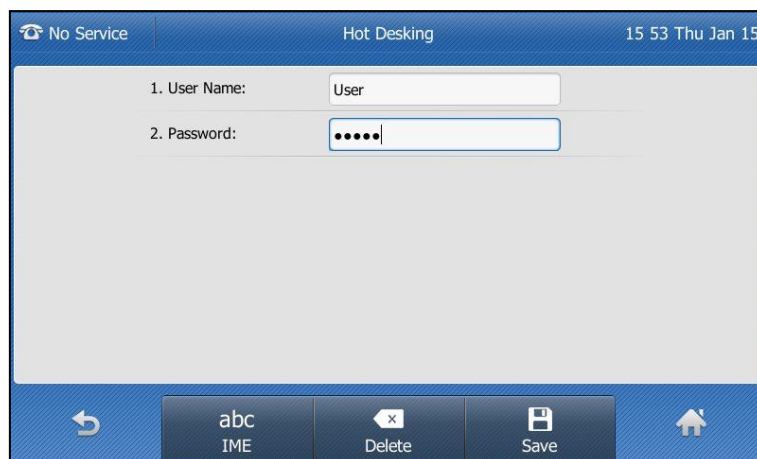 No Service Hot Desking 15 53 Thu Jan 15
1. User Name: User
2. Password: •••••
abc
IME Delete Save